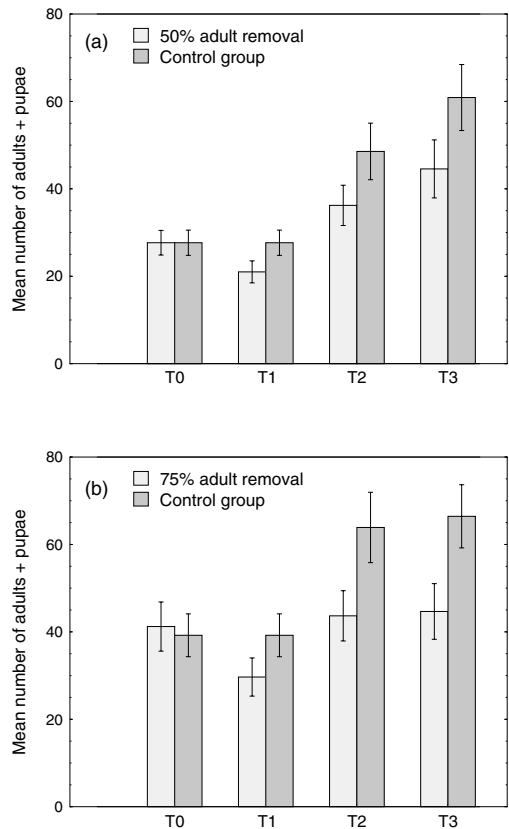 80
(a)
50% adult removal
Control group
60
40
20
0
Mean number of adults + pupae
T0 T1 T2 T3
80
(b)
75% adult removal
Control group
60
40
20
0
Mean number of adults + pupae
T0 T1 T2 T3